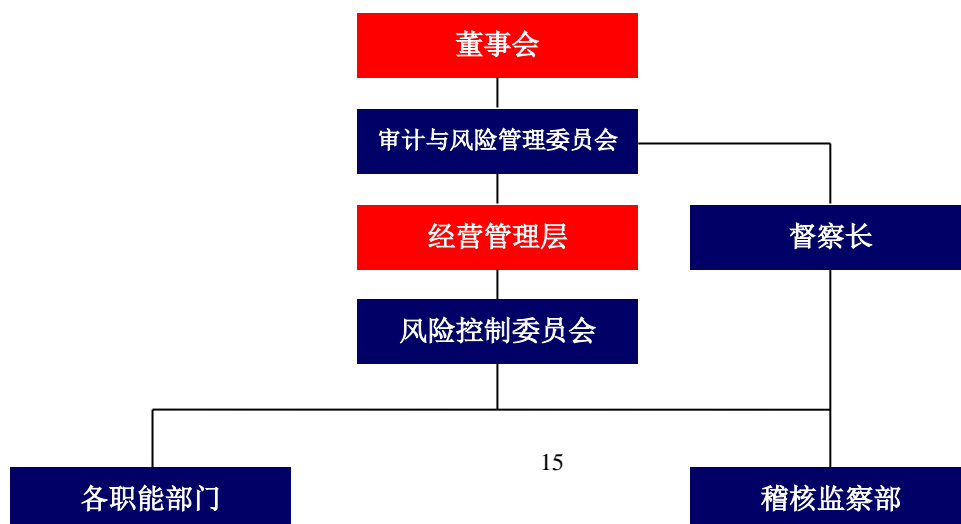 董事会
审计与风险管理委员会
经营管理层
督察长
风险控制委员会
15
各职能部门
稽核监察部